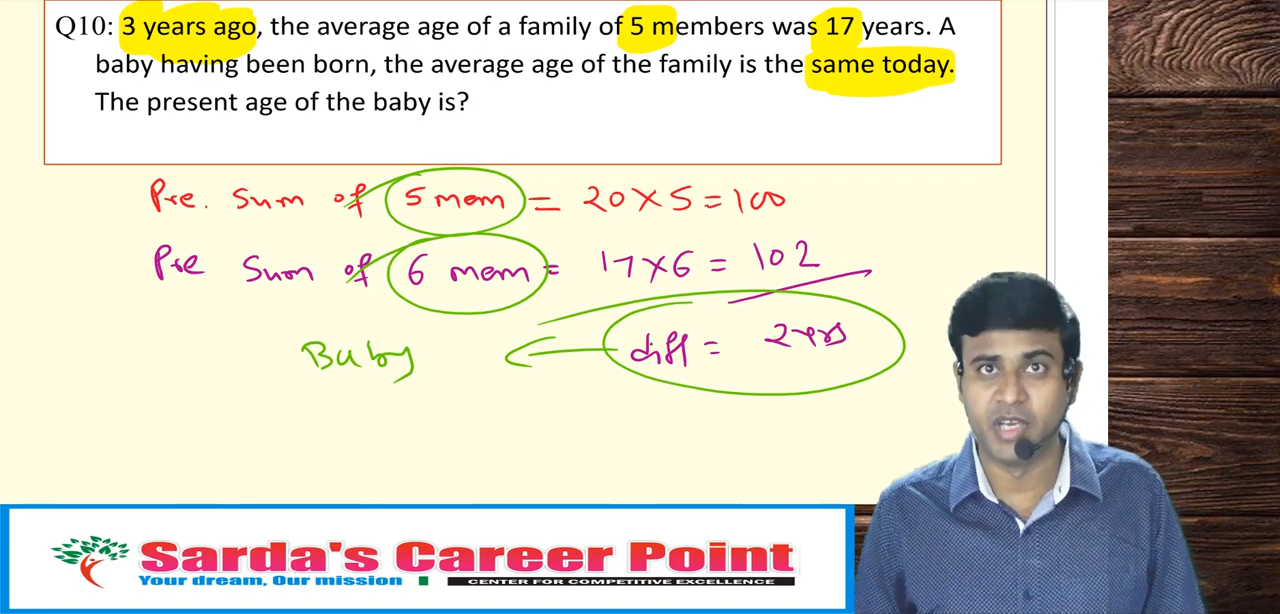 Q10: 3 years ago, the average age of a family of 5 members was 17 years. A
baby having been born, the average age of the family is the same today.
The present age of the baby is?
Pre. Sum of 5 mem = 20 X 5 = 100
Pre Sum of 6 mem = 17 X 6 = 102
Baby diff = 2 yrs
Sarda's Career Point
Your dream, Our mission CENTER FOR COMPETITIVE EXCELLENCE